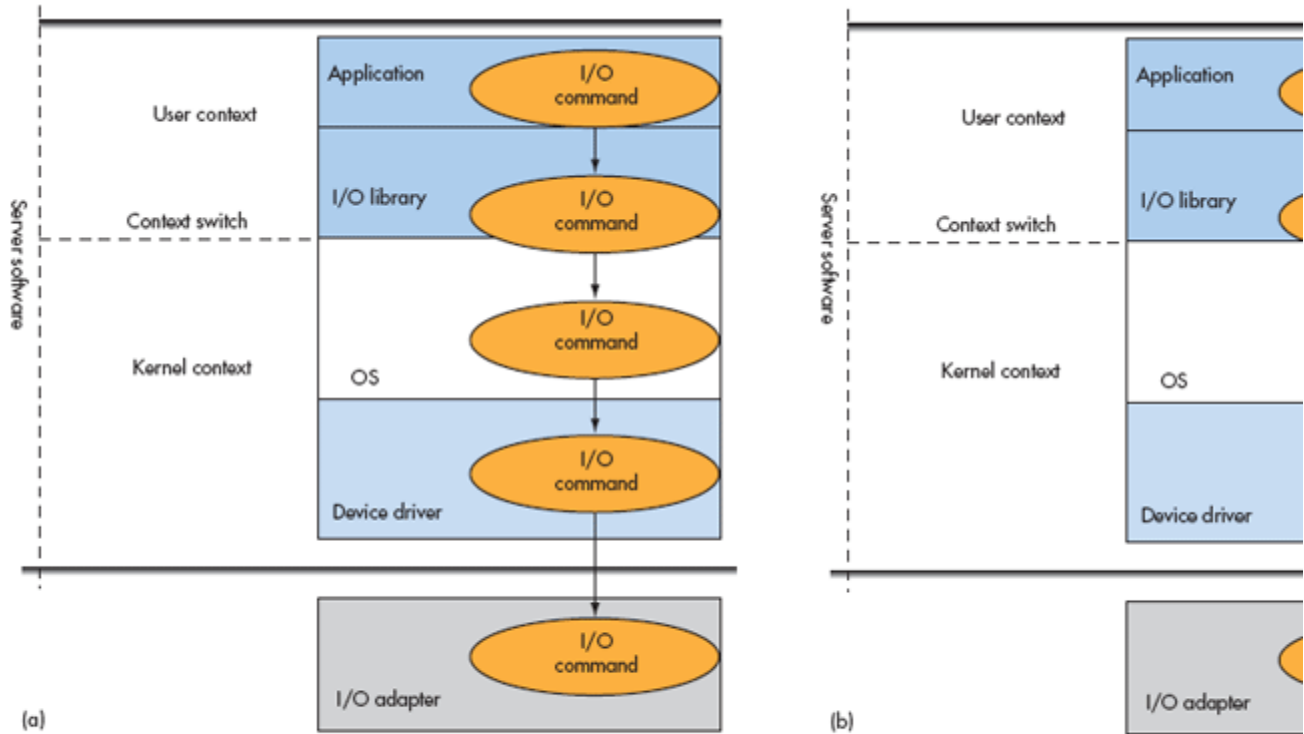 Application
I/O
command
User context
I/O library
I/O
command
Context switch
Server software
I/O
command
Kernel context
OS
I/O
command
Device driver
I/O
command
I/O adapter
(a)
Application
User context
I/O library
Context switch
Server software
Kernel context
OS
Device driver
I/O adapter
(b)